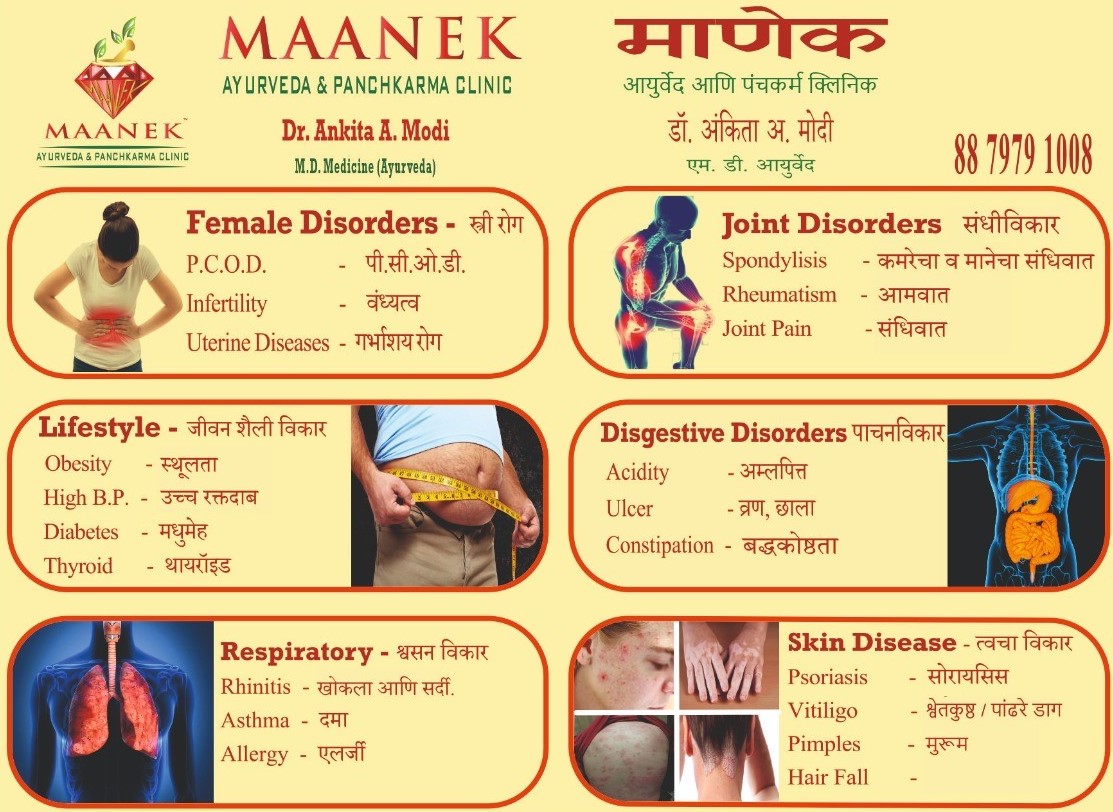 MAANEK
AYURVEDA & PANCHKARMA CLINIC
MAANEK™
AYURVEDA & PANCHKARMA CLINIC
Dr. Ankita A. Modi
M.D. Medicine (Ayurveda)
माणेक
आयुर्वेद आणि पंचकर्म क्लिनिक
डॉ. अंकिता अ. मोदी
एम. डी. आयुर्वेद
88 7979 1008
Female Disorders - स्त्री रोग
P.C.O.D. - पी.सी.ओ.डी.
Infertility - वंध्यत्व
Uterine Diseases - गर्भाशय रोग
Joint Disorders संधीविकार
Spondylisis - कमरेचा व मानेचा संधिवात
Rheumatism - आमवात
Joint Pain - संधिवात
Lifestyle - जीवन शैली विकार
Obesity - स्थूलता
High B.P. - उच्च रक्तदाब
Diabetes - मधुमेह
Thyroid - थायरॉइड
Disgestive Disorders पाचनविकार
Acidity - अम्लपित्त
Ulcer - व्रण, छाला
Constipation - बद्धकोष्ठता
Respiratory - श्वसन विकार
Rhinitis - खोकला आणि सर्दी.
Asthma - दमा
Allergy - एलर्जी
Skin Disease - त्वचा विकार
Psoriasis - सोरायसिस
Vitiligo - श्वेतकुष्ठ / पांढरे डाग
Pimples - मुरूम
Hair Fall -